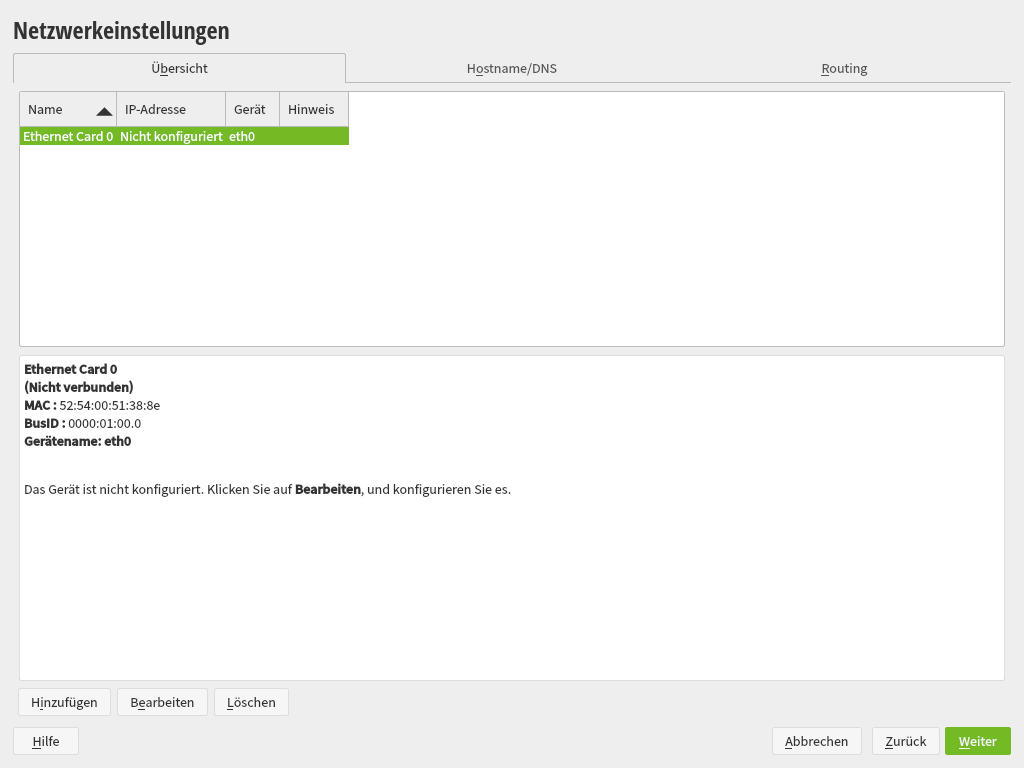 Netzwerkeinstellungen
Übersicht Hostname/DNS Routing
Name IP-Adresse Gerät Hinweis
Ethernet Card 0 Nicht konfiguriert eth0
Ethernet Card 0
(Nicht verbunden)
MAC : 52:54:00:51:38:8e
BusID : 0000:01:00.0
Gerätename: eth0
Das Gerät ist nicht konfiguriert. Klicken Sie auf Bearbeiten, und konfigurieren Sie es.
Hinzufügen Bearbeiten Löschen
Hilfe Abbrechen Zurück Weiter